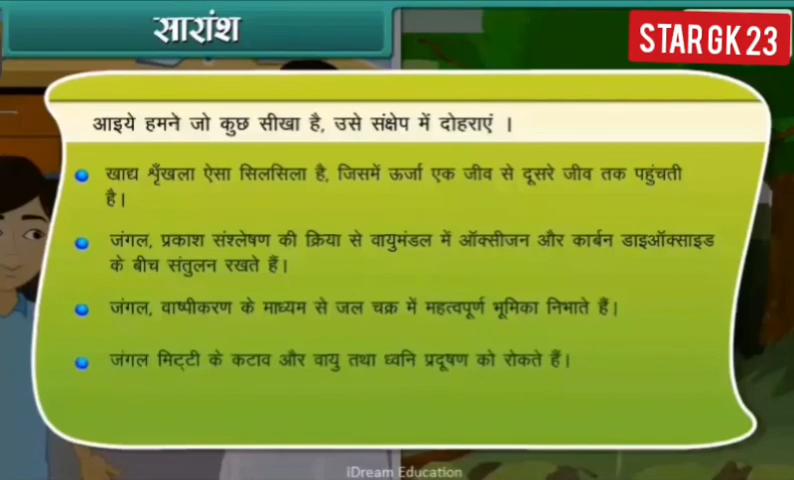 सारांश
STAR GK 23
आइये हमने जो कुछ सीखा है, उसे संक्षेप में दोहराएं ।
खाद्य श्रृँखला ऐसा सिलसिला है, जिसमें ऊर्जा एक जीव से दूसरे जीव तक पहुंचती
है।
जंगल, प्रकाश संश्लेषण की क्रिया से वायुमंडल में ऑक्सीजन और कार्बन डाइऑक्साइड
के बीच संतुलन रखते हैं।
जंगल, वाष्पीकरण के माध्यम से जल चक्र में महत्वपूर्ण भूमिका निभाते हैं।
जंगल मिट्टी के कटाव और वायु तथा ध्वनि प्रदूषण को रोकते हैं।
iDream Education